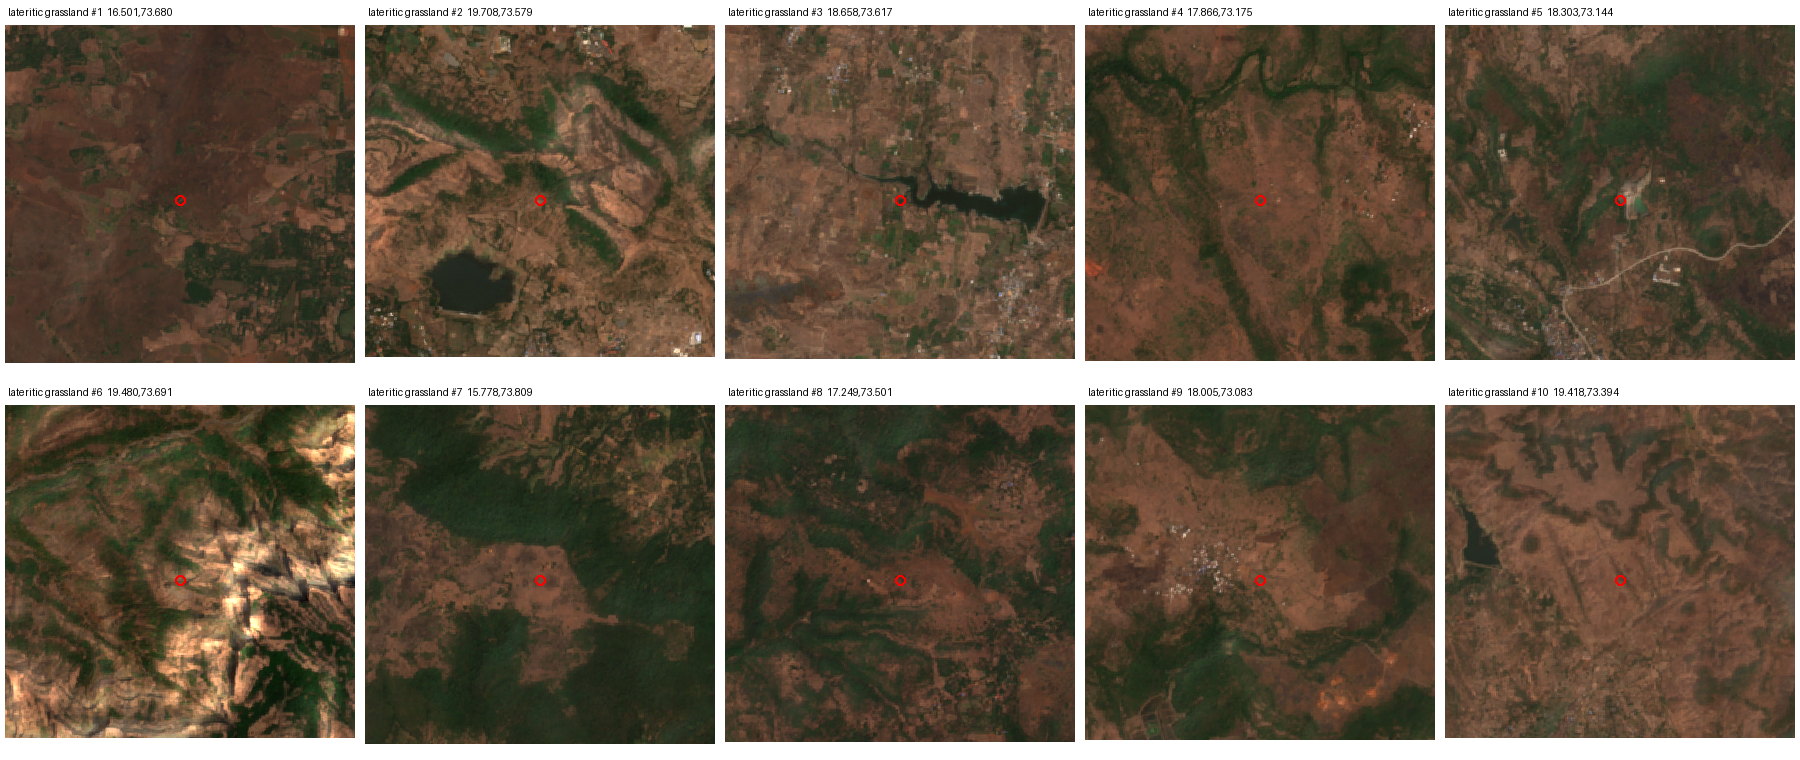 lateritic grassland #1 16.501,73.680
lateritic grassland #2 19.708,73.579
lateritic grassland #3 18.658,73.617
lateritic grassland #4 17.866,73.175
lateritic grassland #5 18.303,73.144
lateritic grassland #6 19.480,73.691
lateritic grassland #7 15.778,73.809
lateritic grassland #8 17.249,73.501
lateritic grassland #9 18.005,73.083
lateritic grassland #10 19.418,73.394